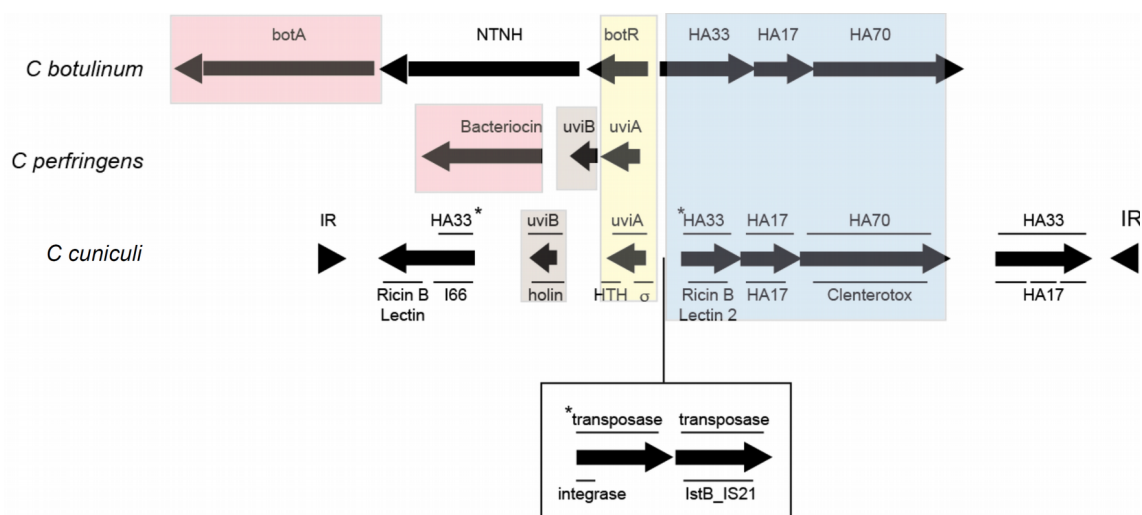 botA NTNH botR HA33 HA17 HA70
C botulinum
Bacteriocin uviB uviA
C perfringens
IR HA33* uviB uviA *HA33 HA17 HA70 HA33 IR
C cuniculi
Ricin B I66 holin HTH σ Ricin B HA17 Clenterotox HA17
Lectin Lectin 2
*transposase transposase
integrase IstB_IS21